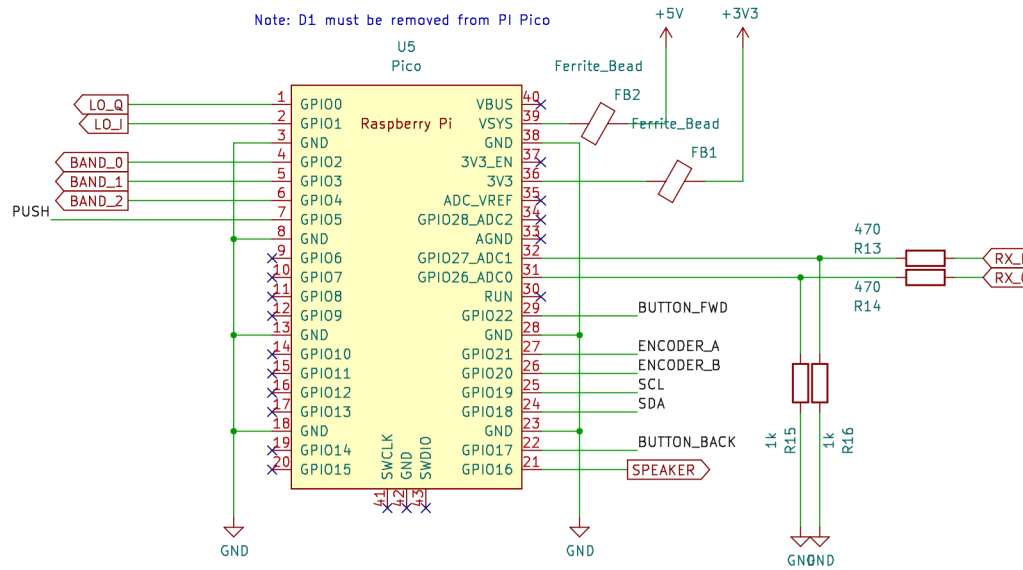 Note: D1 must be removed from PI Pico
+5V
+3V3
U5
Pico
Ferrite_Bead
FB2
Ferrite_Bead
FB1
Raspberry Pi
LO_Q
1
GPIO0
LO_I
2
GPIO1
3
GND
BAND_0
4
GPIO2
BAND_1
5
GPIO3
BAND_2
6
GPIO4
PUSH
7
GPIO5
8
GND
9
GPIO6
10
GPIO7
11
GPIO8
12
GPIO9
13
GND
14
GPIO10
15
GPIO11
16
GPIO12
17
GPIO13
18
GND
19
GPIO14
20
GPIO15
VBUS
40
VSYS
39
GND
38
3V3_EN
37
3V3
36
ADC_VREF
35
GPIO28_ADC2
34
AGND
33
GPIO27_ADC1
32
GPIO26_ADC0
31
RUN
30
GPIO22
29
BUTTON_FWD
GND
28
GPIO21
27
ENCODER_A
GPIO20
26
ENCODER_B
GPIO19
25
SCL
GPIO18
24
SDA
GND
23
GPIO17
22
BUTTON_BACK
GPIO16
21
SPEAKER
SWCLK
41
GND
42
SWDIO
43
470
R13
470
R14
1k
R15
1k
R16
GND
GND
GND
GND